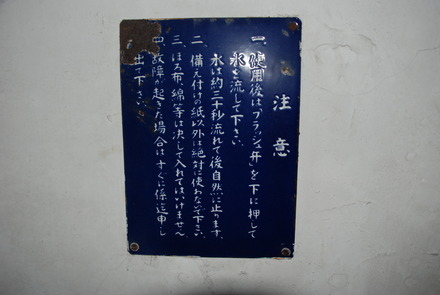 注意
一、使用後は「フラッシュ弁」を下に押して
水を流して下さい。
水は約三十秒流れて後自然に止ります。
二、備え付けの紙以外は絶対に使わないで下さい。
三、ぼろ布、綿等は決して入れてはいけません
四、故障が起きた場合はすぐに係迄申し
出て下さい。